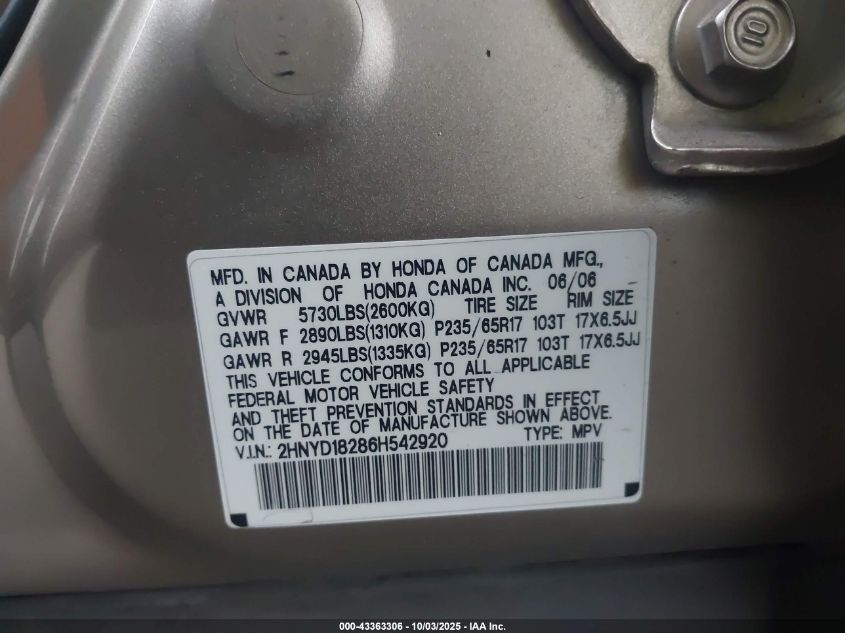 10
MFD. IN CANADA BY HONDA OF CANADA MFG.,
A DIVISION OF HONDA CANADA INC. 06/06
GVWR 5730LBS(2600KG) TIRE SIZE RIM SIZE
GAWR F 2890LBS(1310KG) P235/65R17 103T 17X6.5JJ
GAWR R 2945LBS(1335KG) P235/65R17 103T 17X6.5JJ
THIS VEHICLE CONFORMS TO ALL APPLICABLE
FEDERAL MOTOR VEHICLE SAFETY
AND THEFT PREVENTION STANDARDS IN EFFECT
ON THE DATE OF MANUFACTURE SHOWN ABOVE.
V.I.N.: 2HNYD18286H542920 TYPE: MPV
000-43363306 - 10/03/2025 - IAA Inc.